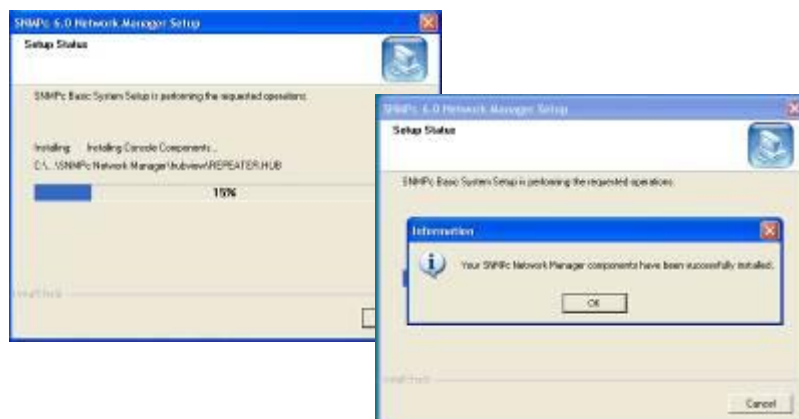 SNMPc 6.0 Network Manager Setup
Setup Status
SNMPc Basic System Setup is performing the requested operations.
Installing Installing Console Components...
C:\...\SNMPc Network Manager\hubview\REPEATER.HUB
15%
InstallShield
SNMPc 6.0 Network Manager Setup
Setup Status
SNMPc Basic System Setup is performing the requested operations.
Information
Your SNMPc Network Manager components have been successfully installed.
OK
InstallShield
Cancel